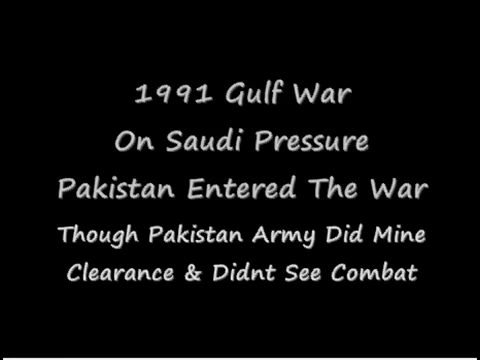 1991 Gulf War
On Saudi Pressure
Pakistan Entered The War
Though Pakistan Army Did Mine
Clearance & Didnt See Combat